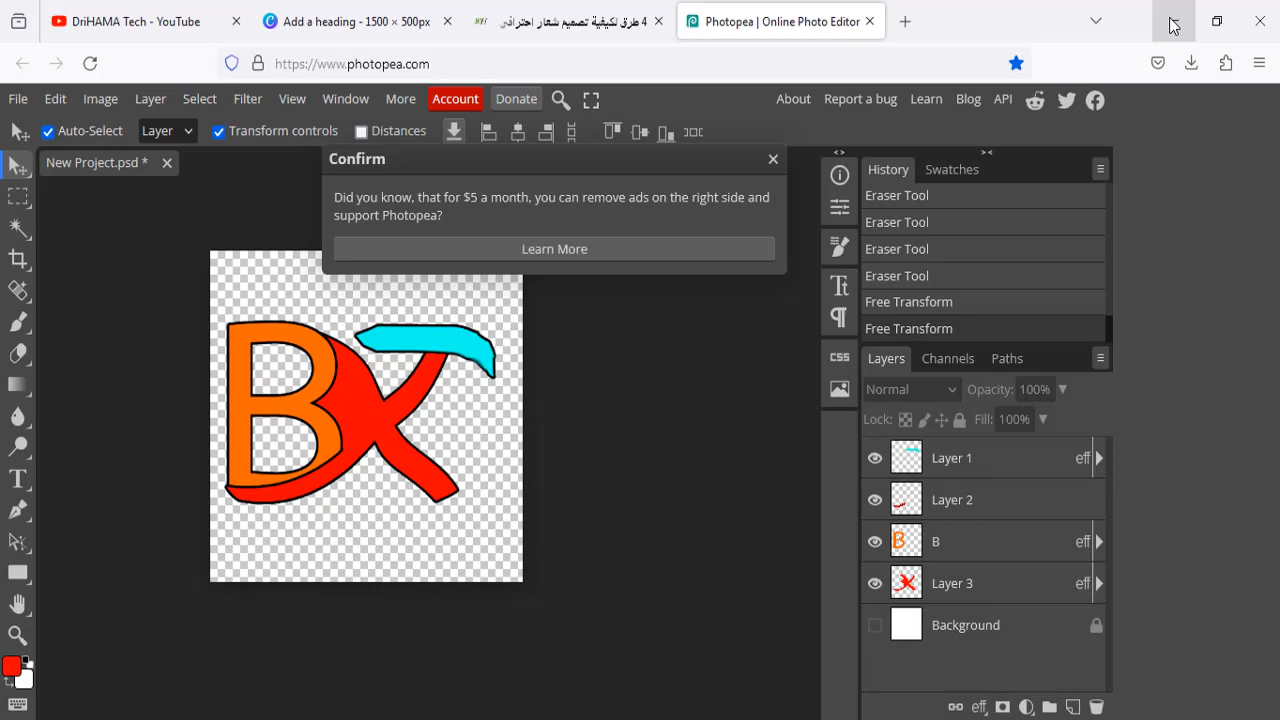 DriHAMA Tech - YouTube
Add a heading - 1500 × 500px
4 طرق لكيفية تصميم شعار احترافي
Photopea | Online Photo Editor
https://www.photopea.com
File Edit Image Layer Select Filter View Window More Account Donate About Report a bug Learn Blog API
Auto-Select Layer Transform controls Distances
New Project.psd *
Confirm
Did you know, that for $5 a month, you can remove ads on the right side and
support Photopea?
Learn More
BX
History Swatches
Eraser Tool
Eraser Tool
Eraser Tool
Eraser Tool
Free Transform
Free Transform
CSS
Layers Channels Paths
Normal Opacity: 100%
Lock: Fill: 100%
Layer 1 eff
Layer 2
B B eff
Layer 3 eff
Background
eff